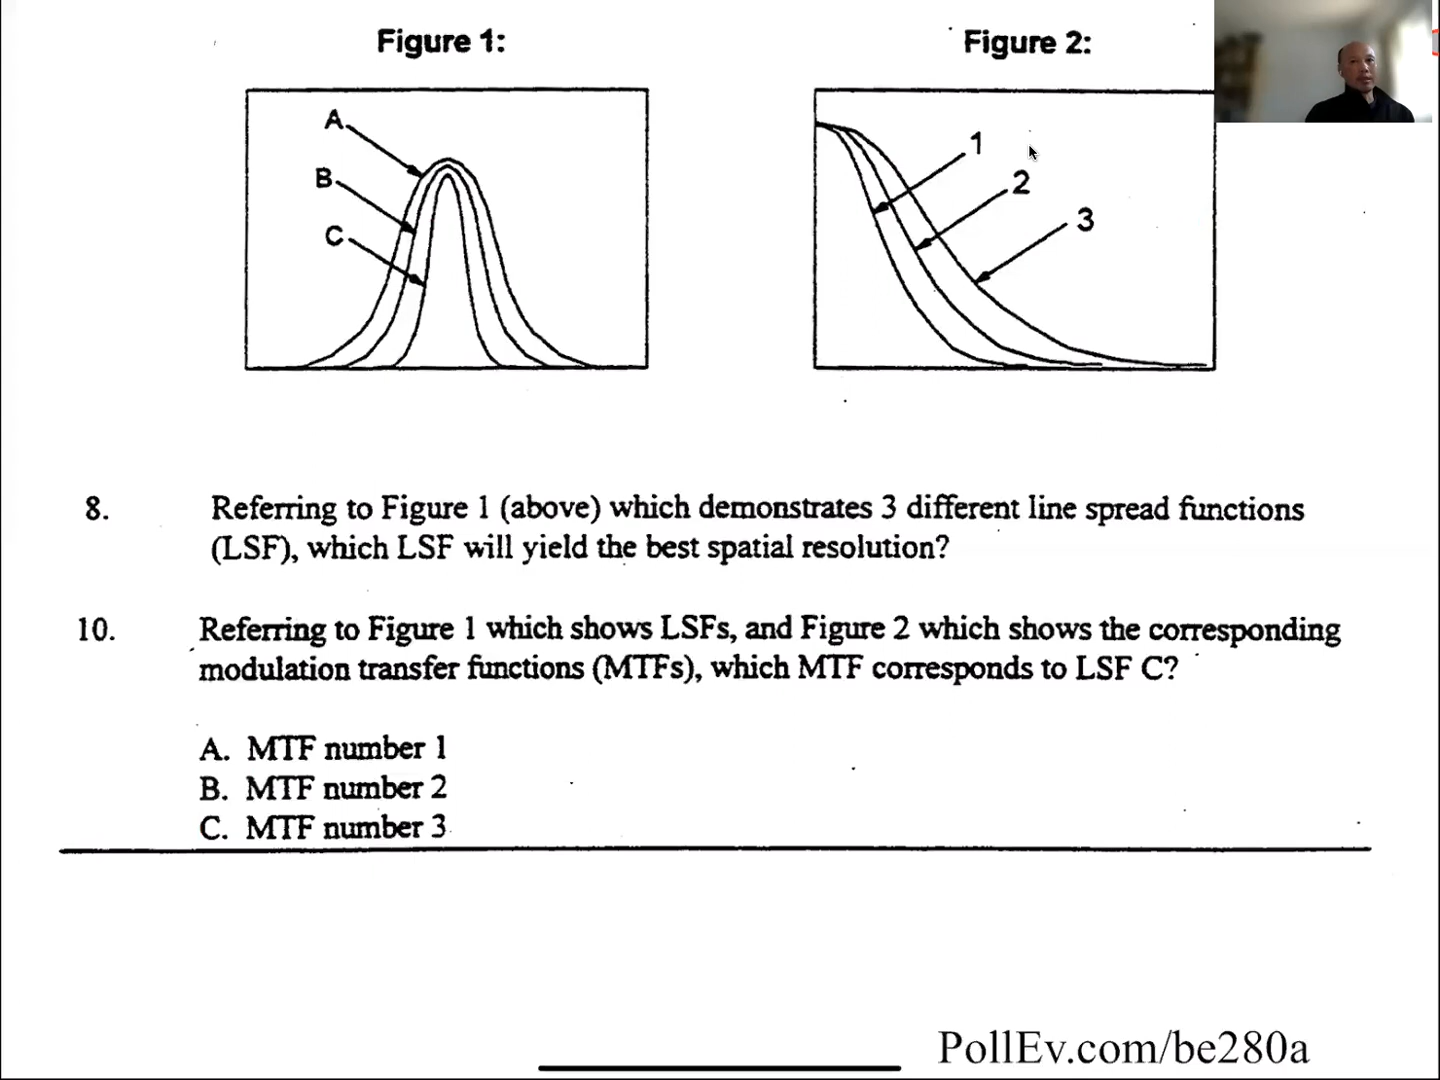 Figure 1:
Figure 2:
A
B
C
1
2
3
8. Referring to Figure 1 (above) which demonstrates 3 different line spread functions
(LSF), which LSF will yield the best spatial resolution?
10. Referring to Figure 1 which shows LSFs, and Figure 2 which shows the corresponding
modulation transfer functions (MTFs), which MTF corresponds to LSF C?
A. MTF number 1
B. MTF number 2
C. MTF number 3
PollEv.com/be280a